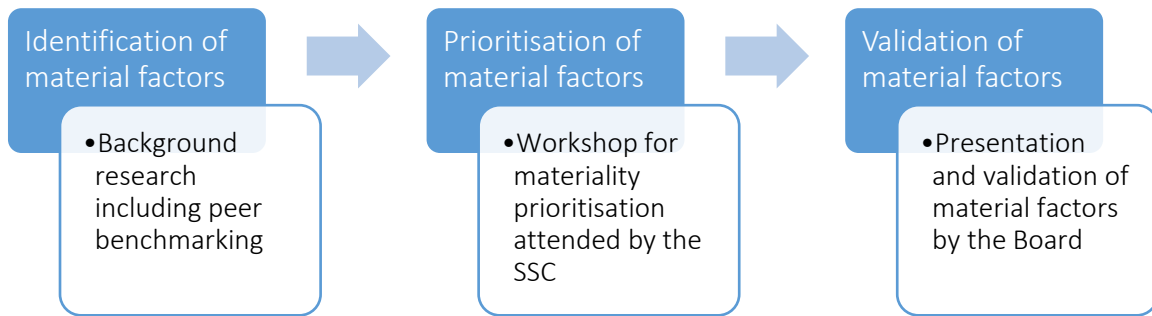 Identification of
material factors
•Background
research
including peer
benchmarking
Prioritisation of
material factors
•Workshop for
materiality
prioritisation
attended by the
SSC
Validation of
material factors
•Presentation
and validation of
material factors
by the Board